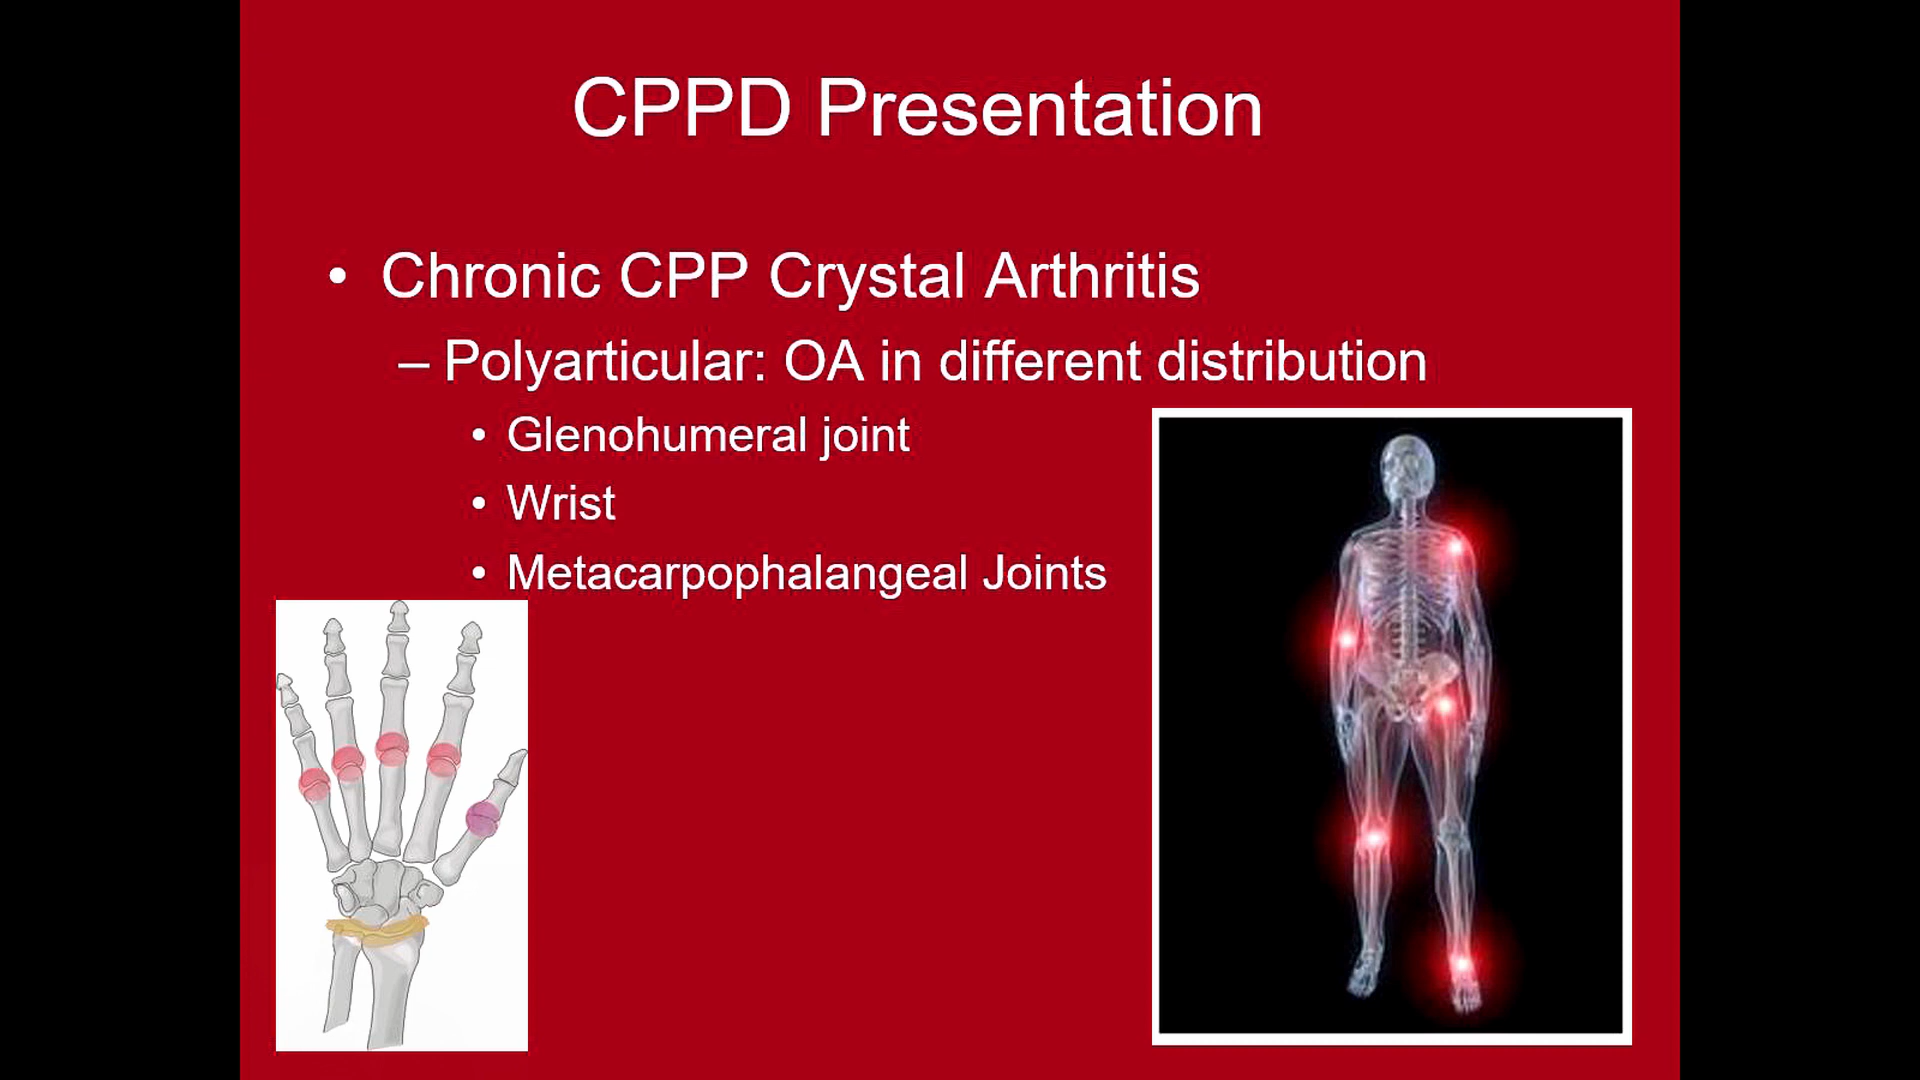 CPPD Presentation
• Chronic CPP Crystal Arthritis
– Polyarticular: OA in different distribution
• Glenohumeral joint
• Wrist
• Metacarpophalangeal Joints